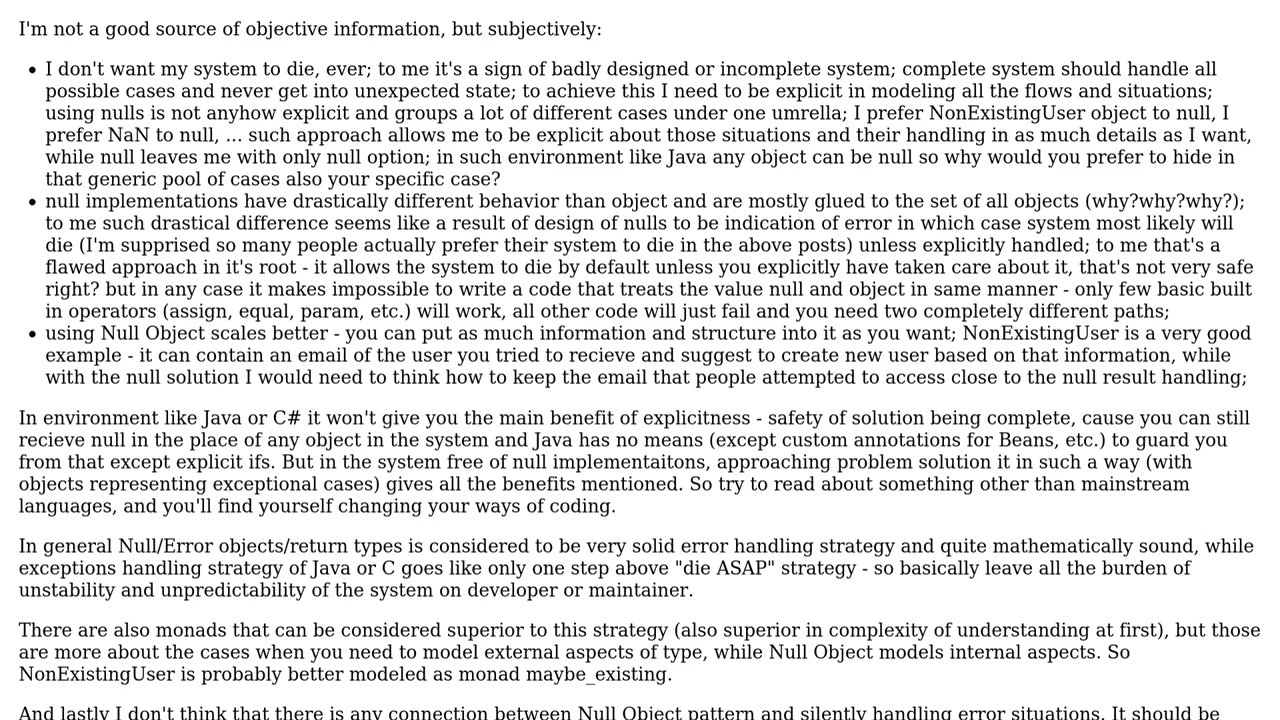 I'm not a good source of objective information, but subjectively:
• I don't want my system to die, ever; to me it's a sign of badly designed or incomplete system; complete system should handle all
possible cases and never get into unexpected state; to achieve this I need to be explicit in modeling all the flows and situations;
using nulls is not anyhow explicit and groups a lot of different cases under one umrella; I prefer NonExistingUser object to null, I
prefer NaN to null, ... such approach allows me to be explicit about those situations and their handling in as much details as I want,
while null leaves me with only null option; in such environment like Java any object can be null so why would you prefer to hide in
that generic pool of cases also your specific case?
• null implementations have drastically different behavior than object and are mostly glued to the set of all objects (why?why?why?);
to me such drastical difference seems like a result of design of nulls to be indication of error in which case system most likely will
die (I'm supprised so many people actually prefer their system to die in the above posts) unless explicitly handled; to me that's a
flawed approach in it's root - it allows the system to die by default unless you explicitly have taken care about it, that's not very safe
right? but in any case it makes impossible to write a code that treats the value null and object in same manner - only few basic built
in operators (assign, equal, param, etc.) will work, all other code will just fail and you need two completely different paths;
• using Null Object scales better - you can put as much information and structure into it as you want; NonExistingUser is a very good
example - it can contain an email of the user you tried to recieve and suggest to create new user based on that information, while
with the null solution I would need to think how to keep the email that people attempted to access close to the null result handling;
In environment like Java or C# it won't give you the main benefit of explicitness - safety of solution being complete, cause you can still
recieve null in the place of any object in the system and Java has no means (except custom annotations for Beans, etc.) to guard you
from that except explicit ifs. But in the system free of null implementaitons, approaching problem solution it in such a way (with
objects representing exceptional cases) gives all the benefits mentioned. So try to read about something other than mainstream
languages, and you'll find yourself changing your ways of coding.
In general Null/Error objects/return types is considered to be very solid error handling strategy and quite mathematically sound, while
exceptions handling strategy of Java or C goes like only one step above "die ASAP" strategy - so basically leave all the burden of
unstability and unpredictability of the system on developer or maintainer.
There are also monads that can be considered superior to this strategy (also superior in complexity of understanding at first), but those
are more about the cases when you need to model external aspects of type, while Null Object models internal aspects. So
NonExistingUser is probably better modeled as monad maybe_existing.
And lastly I don't think that there is any connection between Null Object pattern and silently handling error situations. It should be